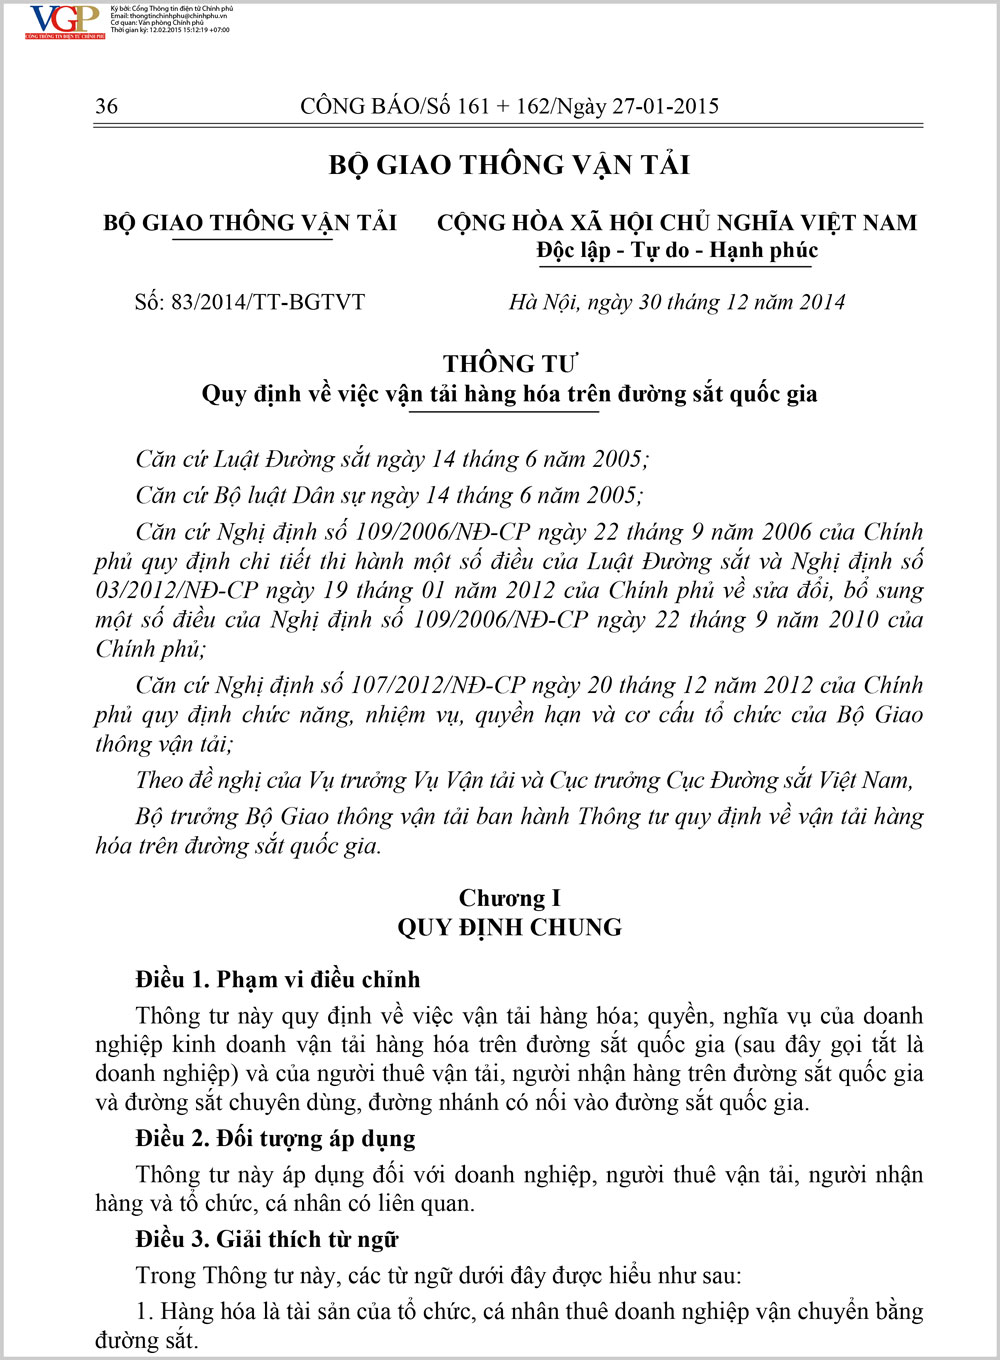 VGP
CỔNG THÔNG TIN ĐIỆN TỬ CHÍNH PHỦ
Ký bởi: Cổng Thông tin điện tử Chính phủ
Email: thongtinchinhphu@chinhphu.vn
Cơ quan: Văn phòng Chính phủ
Thời gian ký: 12.02.2015 15:12:19 +07:00
36 CÔNG BÁO/Số 161 + 162/Ngày 27-01-2015
BỘ GIAO THÔNG VẬN TẢI
BỘ GIAO THÔNG VẬN TẢI CỘNG HÒA XÃ HỘI CHỦ NGHĨA VIỆT NAM
Độc lập - Tự do - Hạnh phúc
Số: 83/2014/TT-BGTVT Hà Nội, ngày 30 tháng 12 năm 2014
THÔNG TƯ
Quy định về việc vận tải hàng hóa trên đường sắt quốc gia
Căn cứ Luật Đường sắt ngày 14 tháng 6 năm 2005;
Căn cứ Bộ luật Dân sự ngày 14 tháng 6 năm 2005;
Căn cứ Nghị định số 109/2006/NĐ-CP ngày 22 tháng 9 năm 2006 của Chính
phủ quy định chi tiết thi hành một số điều của Luật Đường sắt và Nghị định số
03/2012/NĐ-CP ngày 19 tháng 01 năm 2012 của Chính phủ về sửa đổi, bổ sung
một số điều của Nghị định số 109/2006/NĐ-CP ngày 22 tháng 9 năm 2010 của
Chính phủ;
Căn cứ Nghị định số 107/2012/NĐ-CP ngày 20 tháng 12 năm 2012 của Chính
phủ quy định chức năng, nhiệm vụ, quyền hạn và cơ cấu tổ chức của Bộ Giao
thông vận tải;
Theo đề nghị của Vụ trưởng Vụ Vận tải và Cục trưởng Cục Đường sắt Việt Nam,
Bộ trưởng Bộ Giao thông vận tải ban hành Thông tư quy định về vận tải hàng
hóa trên đường sắt quốc gia.
Chương I
QUY ĐỊNH CHUNG
Điều 1. Phạm vi điều chỉnh
Thông tư này quy định về việc vận tải hàng hóa; quyền, nghĩa vụ của doanh
nghiệp kinh doanh vận tải hàng hóa trên đường sắt quốc gia (sau đây gọi tắt là
doanh nghiệp) và của người thuê vận tải, người nhận hàng trên đường sắt quốc gia
và đường sắt chuyên dùng, đường nhánh có nối vào đường sắt quốc gia.
Điều 2. Đối tượng áp dụng
Thông tư này áp dụng đối với doanh nghiệp, người thuê vận tải, người nhận
hàng và tổ chức, cá nhân có liên quan.
Điều 3. Giải thích từ ngữ
Trong Thông tư này, các từ ngữ dưới đây được hiểu như sau:
1. Hàng hóa là tài sản của tổ chức, cá nhân thuê doanh nghiệp vận chuyển bằng
đường sắt.